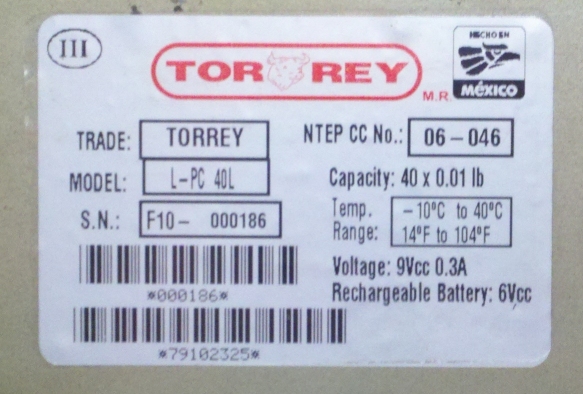 III
TORREY
M.R.
HECHO EN
MÉXICO
TRADE: TORREY
MODEL: L-PC 40L
S.N.: F10- 000186
*000186*
*79102325*
NTEP CC No.: 06-046
Capacity: 40 x 0.01 lb
Temp. Range: -10ºC to 40ºC
14ºF to 104ºF
Voltage: 9Vcc 0.3A
Rechargeable Battery: 6Vcc